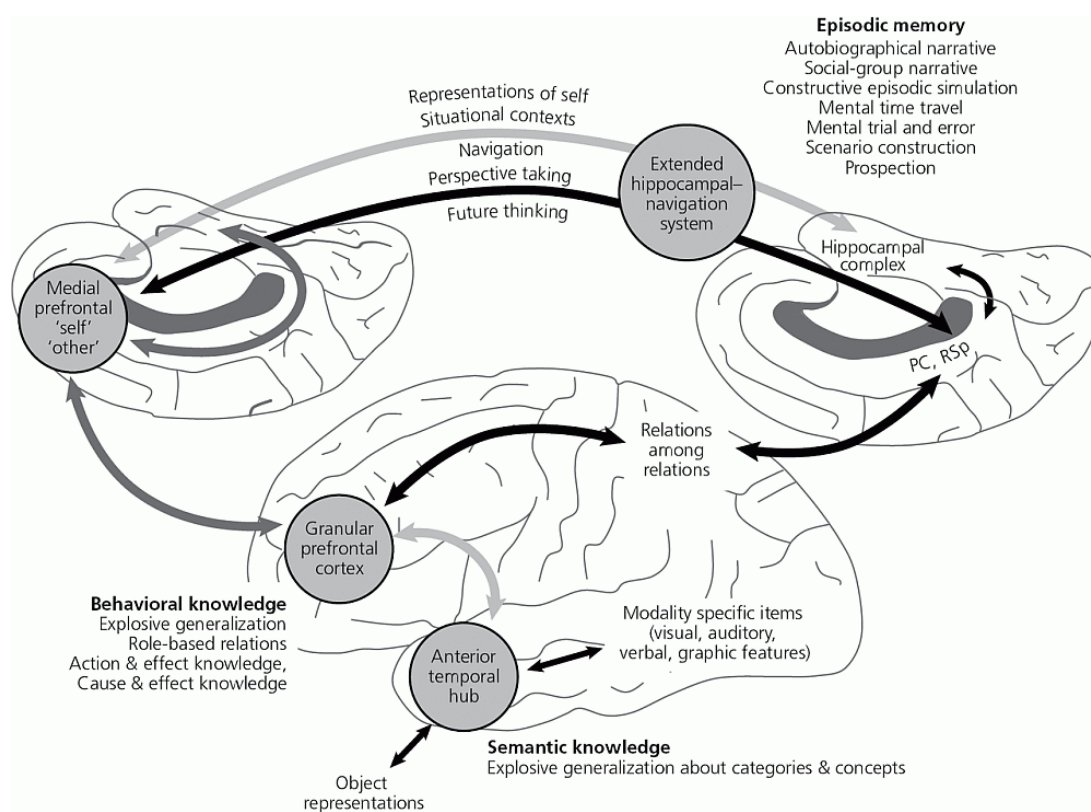 Episodic memory
Autobiographical narrative
Social-group narrative
Constructive episodic simulation
Mental time travel
Mental trial and error
Scenario construction
Prospection
Representations of self
Situational contexts
Navigation
Perspective taking
Future thinking
Extended
hippocampal–
navigation
system
Hippocampal
complex
PC, RSp
Medial
prefrontal
‘self’
‘other’
Relations
among
relations
Granular
prefrontal
cortex
Behavioral knowledge
Explosive generalization
Role-based relations
Action & effect knowledge,
Cause & effect knowledge
Modality specific items
(visual, auditory,
verbal, graphic features)
Anterior
temporal
hub
Semantic knowledge
Explosive generalization about categories & concepts
Object
representations